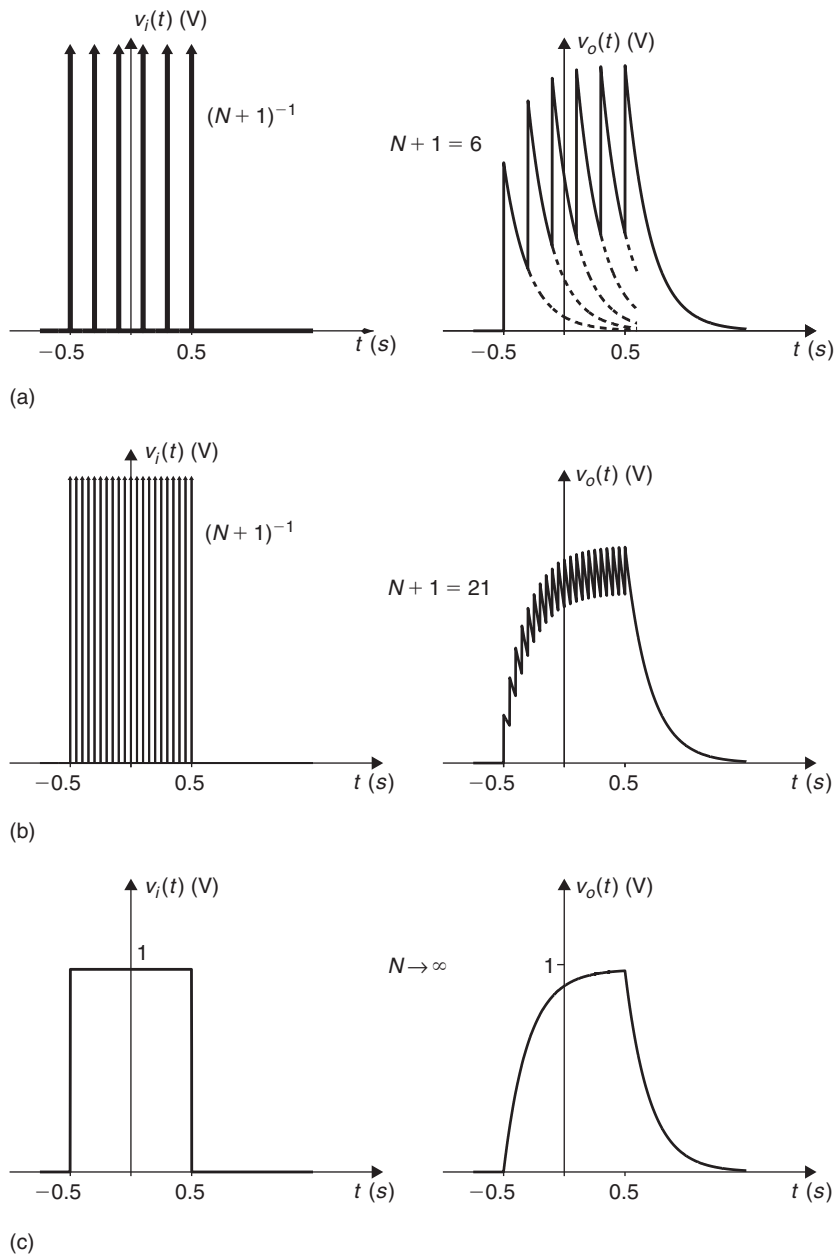 v_i(t) (V)
(N + 1)^{−1}
−0.5
0.5
t (s)
v_o(t) (V)
N + 1 = 6
−0.5
0.5
t (s)
(a)
v_i(t) (V)
(N + 1)^{−1}
−0.5
0.5
t (s)
v_o(t) (V)
N + 1 = 21
−0.5
0.5
t (s)
(b)
v_i(t) (V)
1
−0.5
0.5
t (s)
v_o(t) (V)
N → ∞
1
−0.5
0.5
t (s)
(c)